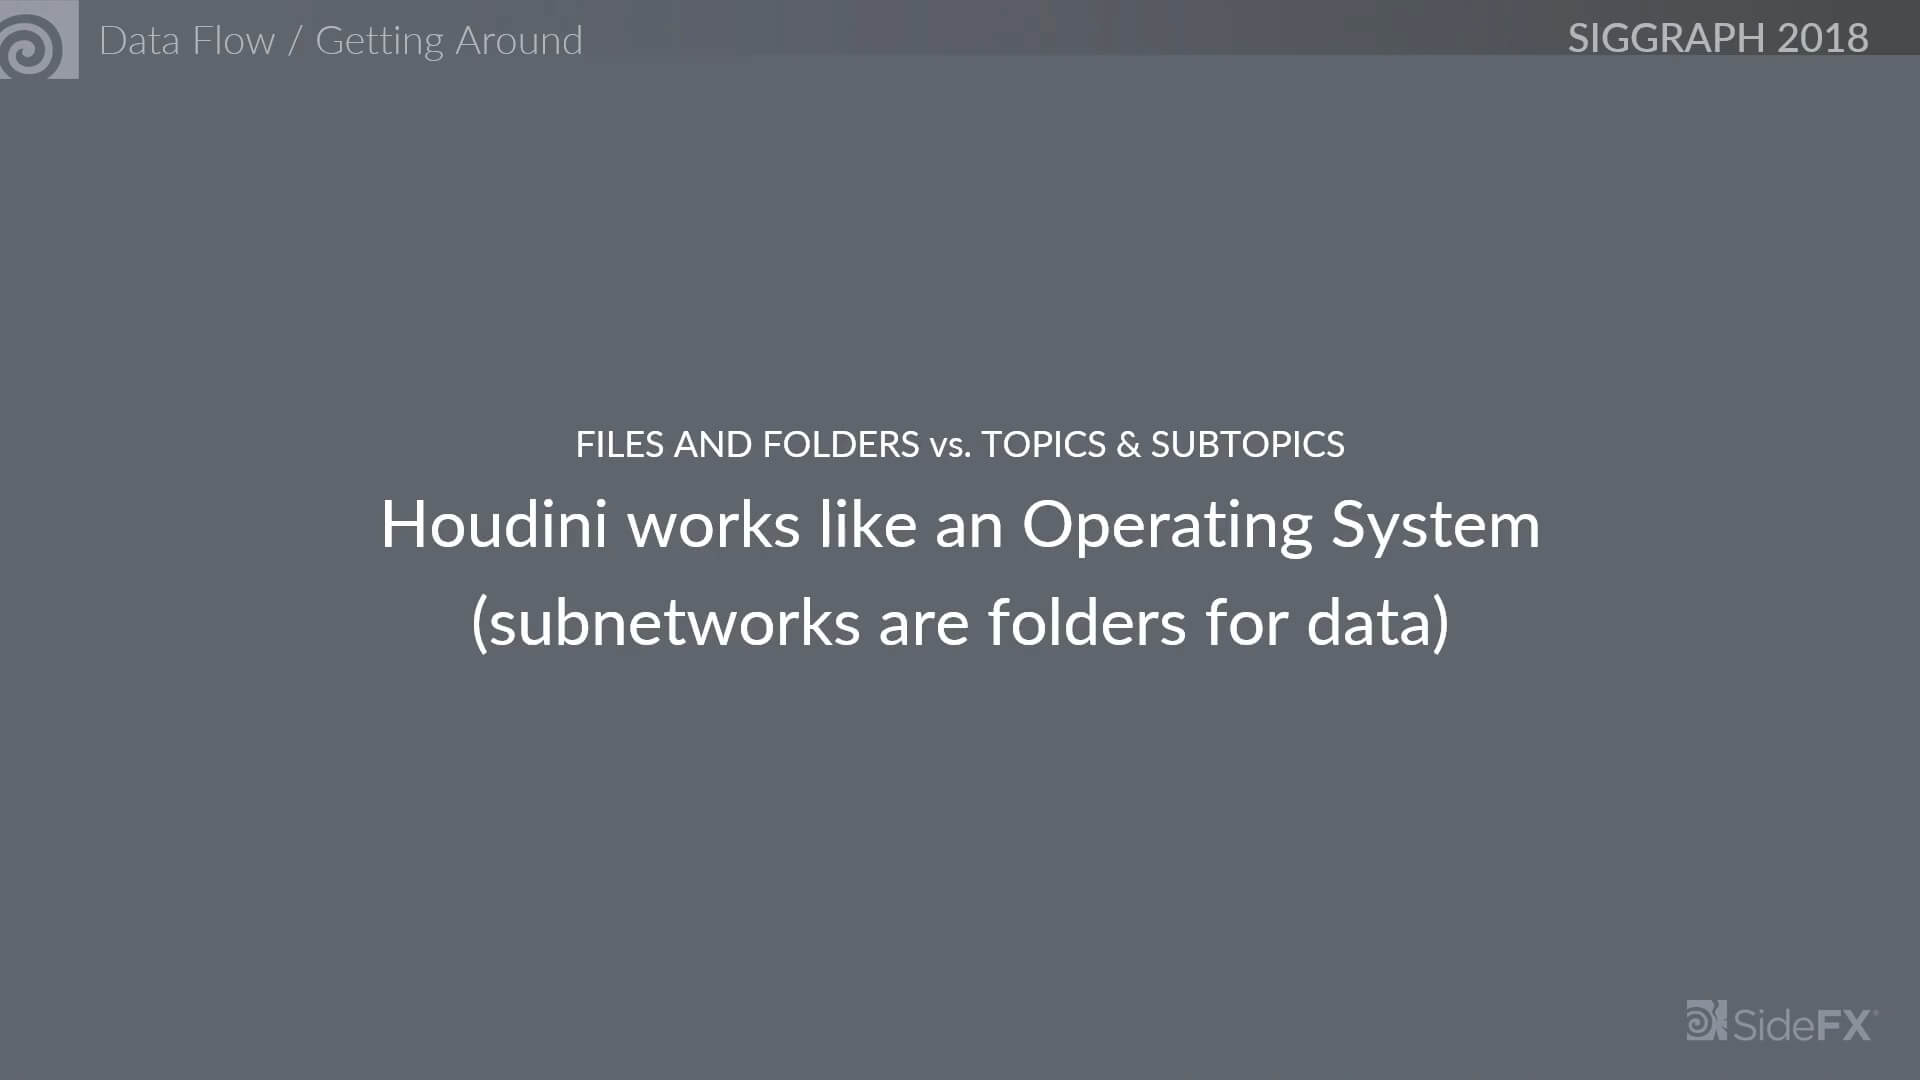 Data Flow / Getting Around
SIGGRAPH 2018
FILES AND FOLDERS vs. TOPICS & SUBTOPICS
Houdini works like an Operating System
(subnetworks are folders for data)
SideFX